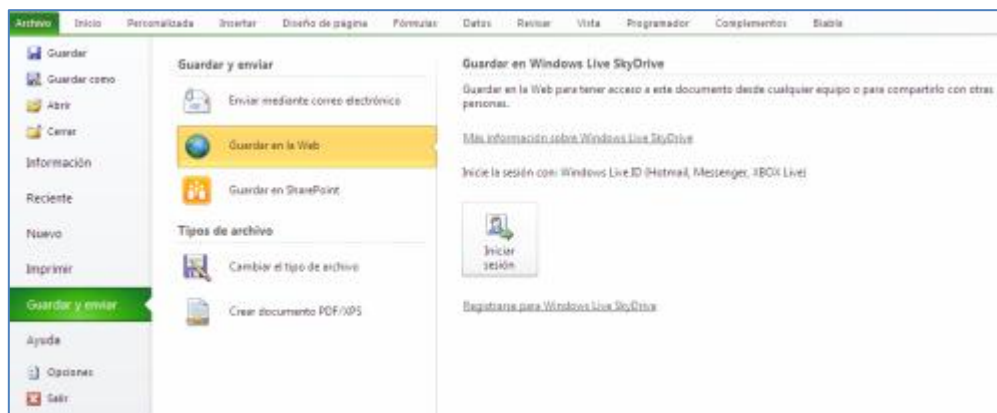 Archivo Inicio Personalizada Insertar Diseño de página Fórmulas Datos Revisar Vista Programador Complementos Biable
Guardar
Guardar como
Abrir
Cerrar
Información
Reciente
Nuevo
Imprimir
Guardar y enviar
Ayuda
Opciones
Salir
Guardar y enviar
Enviar mediante correo electrónico
Guardar en la Web
Guardar en SharePoint
Tipos de archivo
Cambiar el tipo de archivo
Crear documento PDF/XPS
Guardar en Windows Live SkyDrive
Guardar en la Web para tener acceso a este documento desde cualquier equipo o para compartirlo con otras
personas.
Más información sobre Windows Live SkyDrive
Inicie la sesión con: Windows Live ID (Hotmail, Messenger, XBOX Live)
Iniciar
sesión
Registrarse para Windows Live SkyDrive